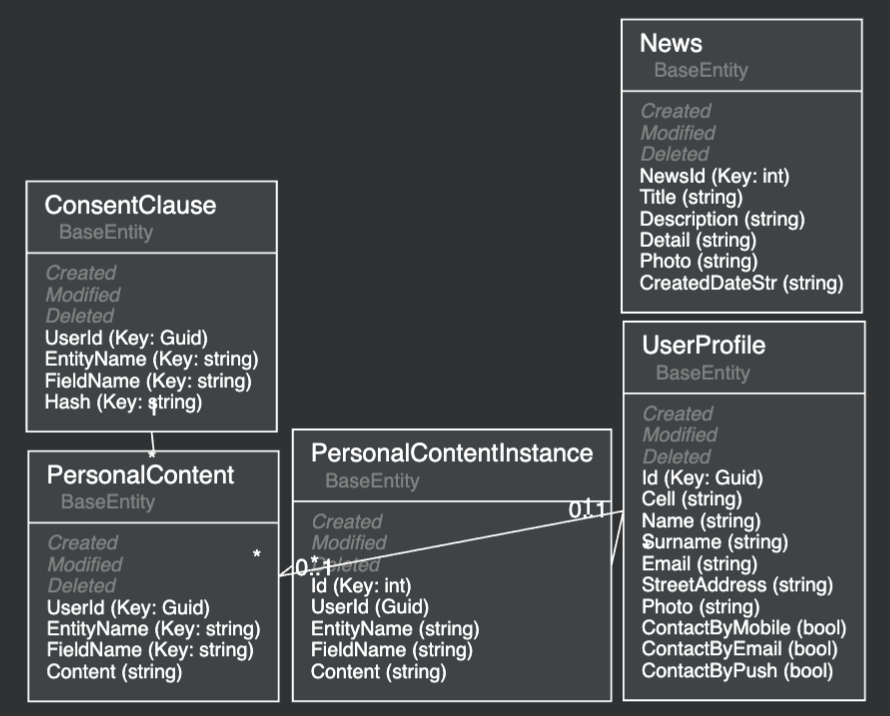 News
BaseEntity
Created
Modified
Deleted
NewsId (Key: int)
Title (string)
Description (string)
Detail (string)
Photo (string)
CreatedDateStr (string)
ConsentClause
BaseEntity
Created
Modified
Deleted
UserId (Key: Guid)
EntityName (Key: string)
FieldName (Key: string)
Hash (Key: string)
1
*
PersonalContent
BaseEntity
Created
Modified
Deleted
UserId (Key: Guid)
EntityName (Key: string)
FieldName (Key: string)
Content (string)
*
0..1
PersonalContentInstance
BaseEntity
Created
Modified
Deleted
Id (Key: int)
UserId (Guid)
EntityName (string)
FieldName (string)
Content (string)
*
0..1
UserProfile
BaseEntity
Created
Modified
Deleted
Id (Key: Guid)
Cell (string)
Name (string)
Surname (string)
Email (string)
StreetAddress (string)
Photo (string)
ContactByMobile (bool)
ContactByEmail (bool)
ContactByPush (bool)